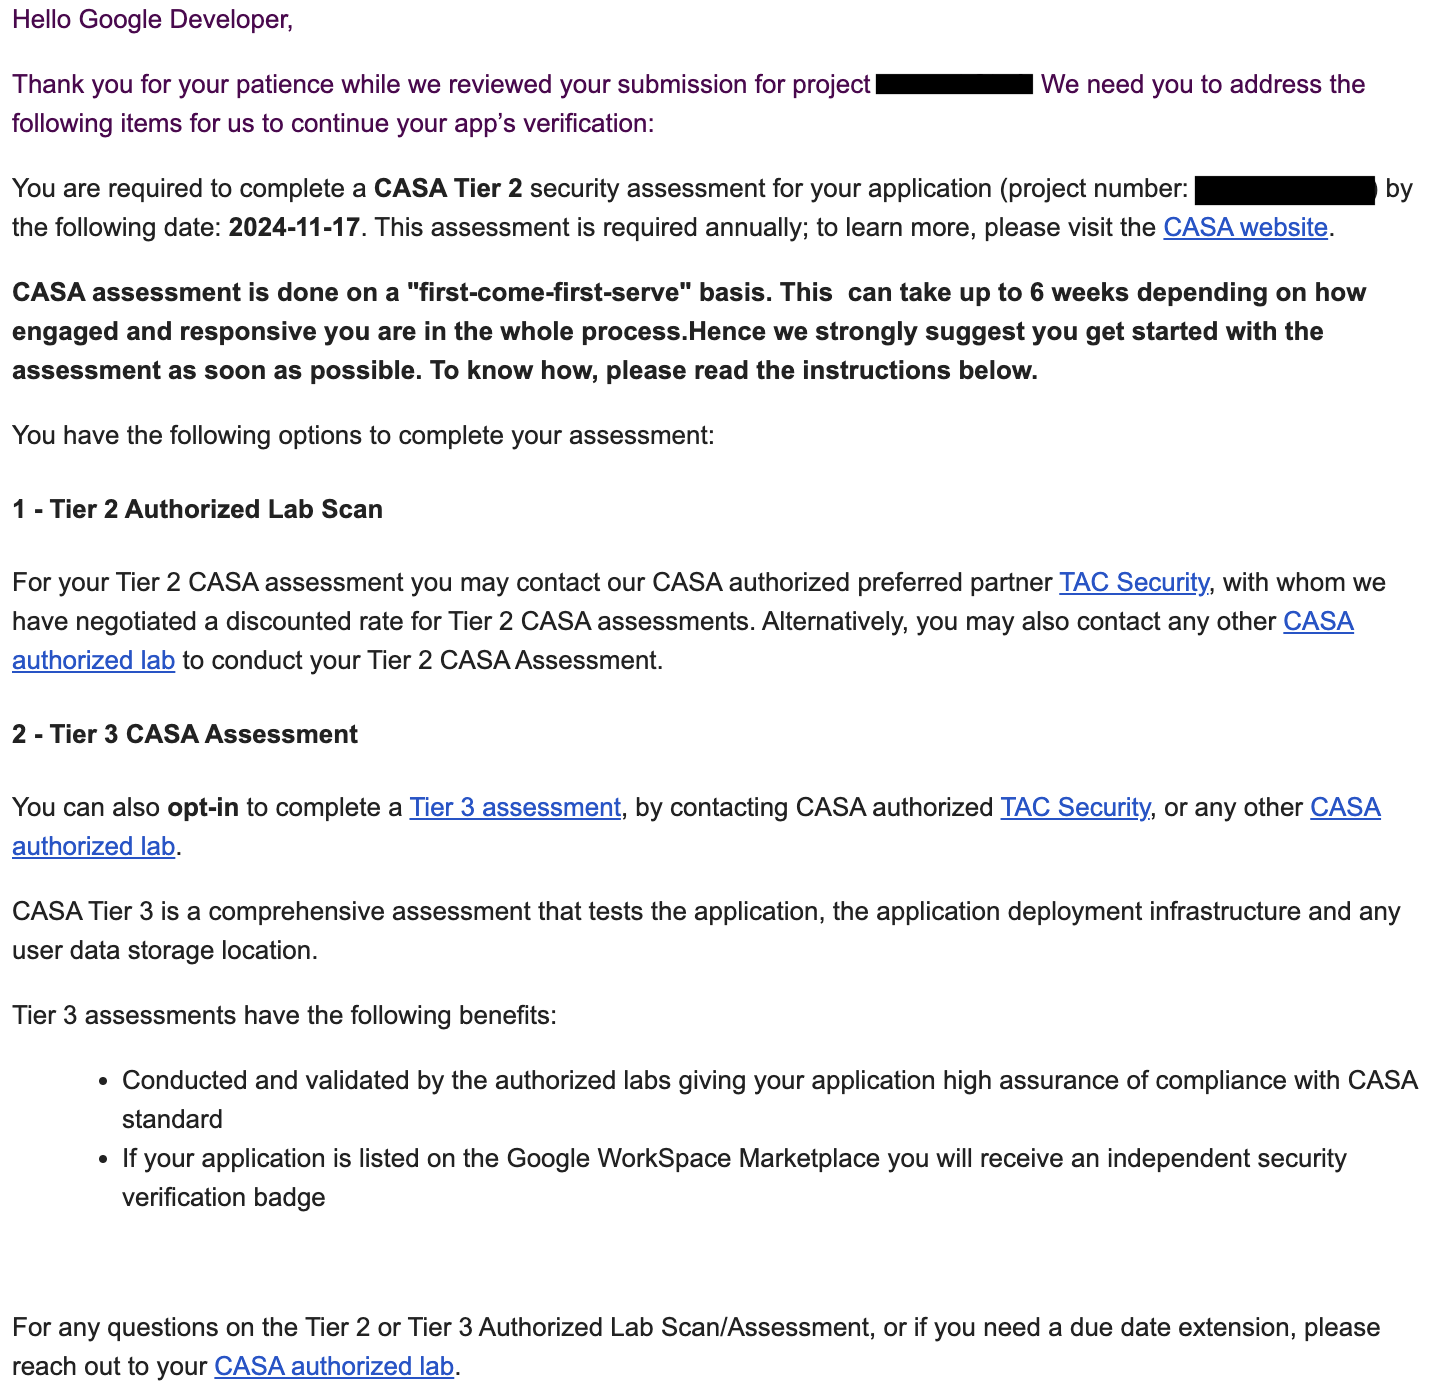 Hello Google Developer,
Thank you for your patience while we reviewed your submission for project We need you to address the
following items for us to continue your app’s verification:
You are required to complete a CASA Tier 2 security assessment for your application (project number: ) by
the following date: 2024-11-17. This assessment is required annually; to learn more, please visit the CASA website.
CASA assessment is done on a "first-come-first-serve" basis. This  can take up to 6 weeks depending on how
engaged and responsive you are in the whole process.Hence we strongly suggest you get started with the
assessment as soon as possible. To know how, please read the instructions below.
You have the following options to complete your assessment:
1 - Tier 2 Authorized Lab Scan
For your Tier 2 CASA assessment you may contact our CASA authorized preferred partner TAC Security, with whom we
have negotiated a discounted rate for Tier 2 CASA assessments. Alternatively, you may also contact any other CASA
authorized lab to conduct your Tier 2 CASA Assessment.
2 - Tier 3 CASA Assessment
You can also opt-in to complete a Tier 3 assessment, by contacting CASA authorized TAC Security, or any other CASA
authorized lab.
CASA Tier 3 is a comprehensive assessment that tests the application, the application deployment infrastructure and any
user data storage location.
Tier 3 assessments have the following benefits:
• Conducted and validated by the authorized labs giving your application high assurance of compliance with CASA
standard
• If your application is listed on the Google WorkSpace Marketplace you will receive an independent security
verification badge
For any questions on the Tier 2 or Tier 3 Authorized Lab Scan/Assessment, or if you need a due date extension, please
reach out to your CASA authorized lab.